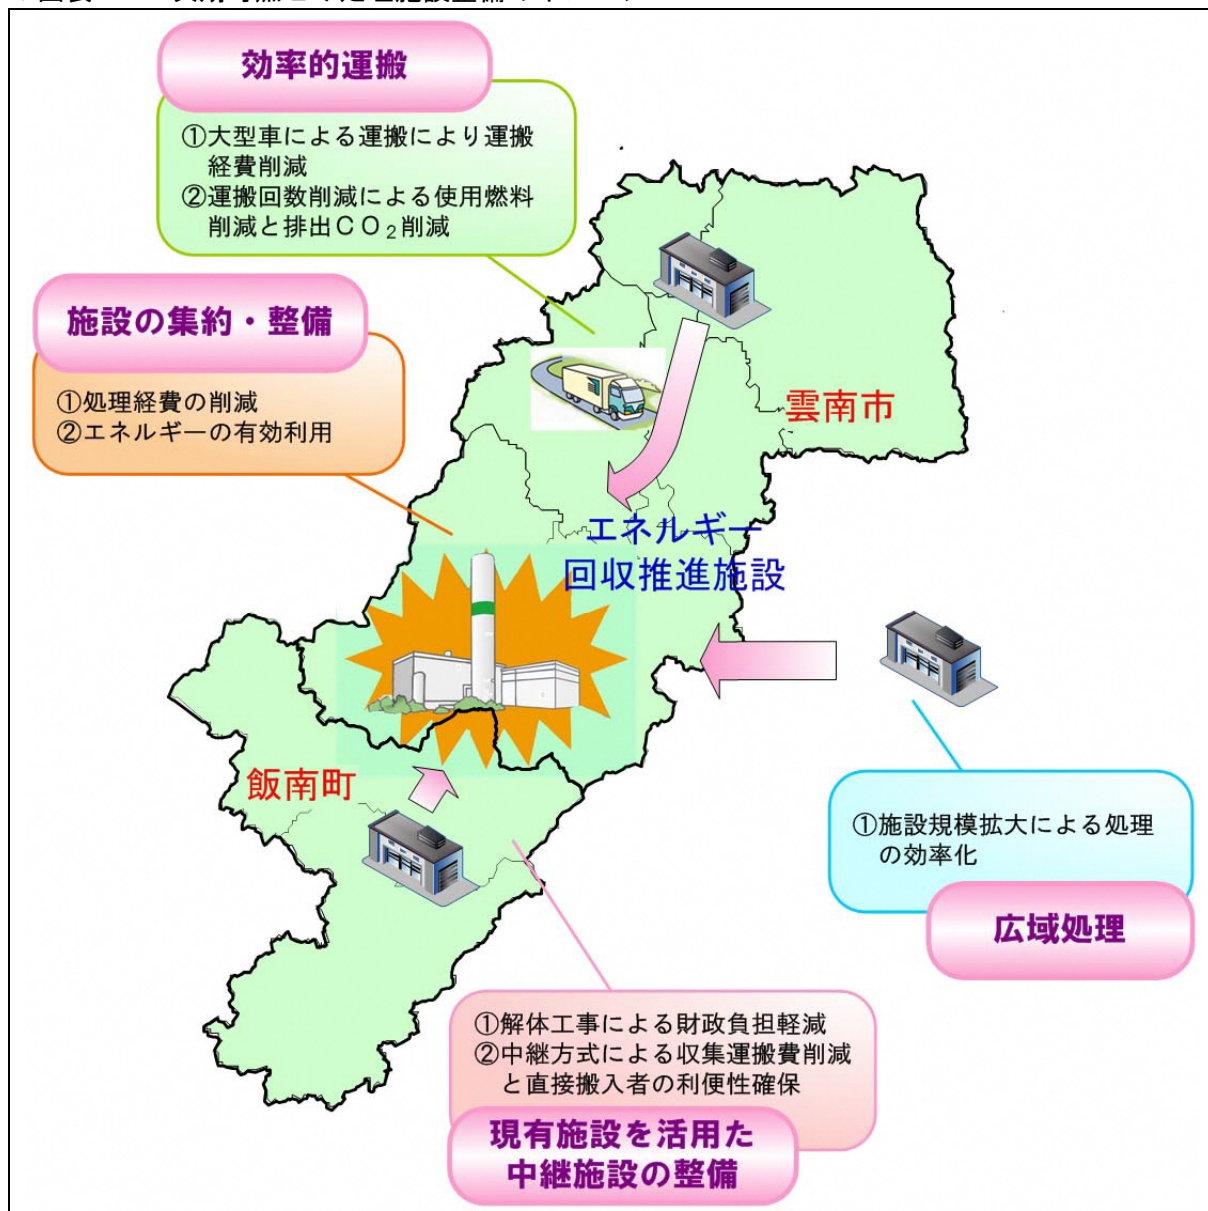 効率的運搬
①大型車による運搬により運搬
経費削減
②運搬回数削減による使用燃料
削減と排出CO₂削減
施設の集約・整備
①処理経費の削減
②エネルギーの有効利用
雲南市
エネルギー
回収推進施設
飯南町
①施設規模拡大による処理
の効率化
広域処理
①解体工事による財政負担軽減
②中継方式による収集運搬費削減
と直接搬入者の利便性確保
現有施設を活用た
中継施設の整備